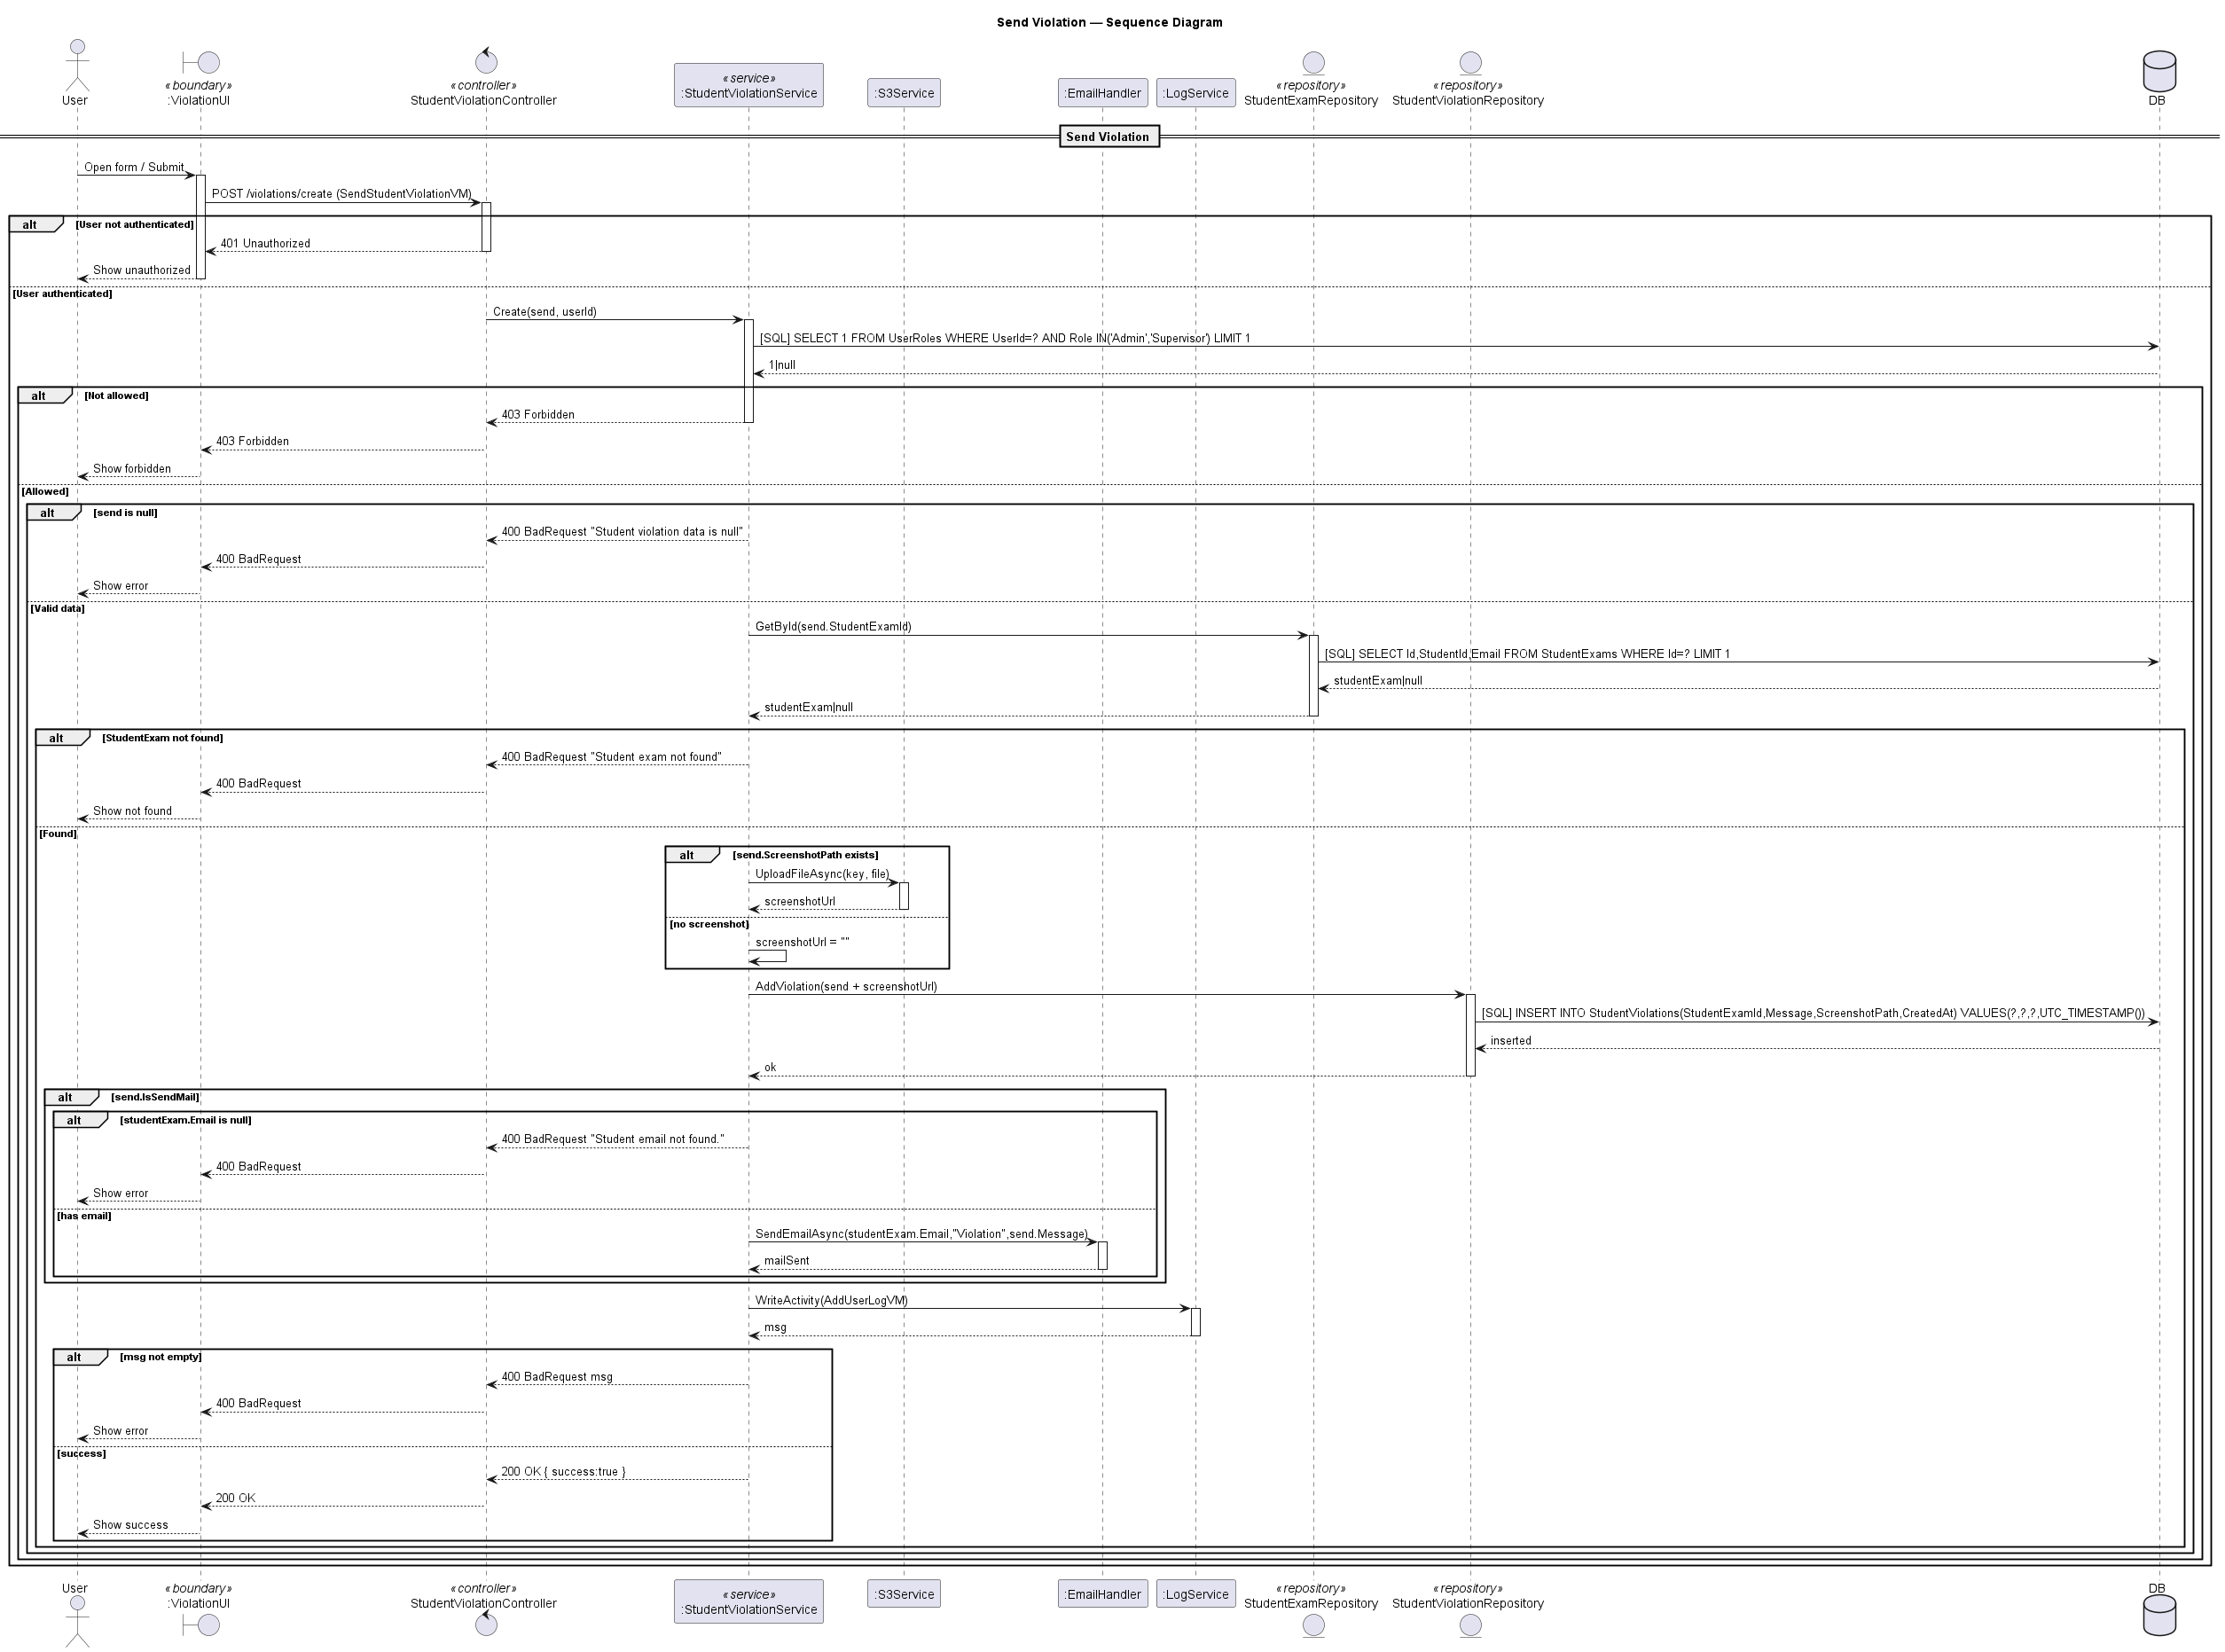 Send Violation — Sequence Diagram
User
«boundary»
:ViolationUI
«controller»
StudentViolationController
«service»
:StudentViolationService
:S3Service
:EmailHandler
:LogService
«repository»
StudentExamRepository
«repository»
StudentViolationRepository
DB
Send Violation
Open form / Submit
POST /violations/create (SendStudentViolationVM)
alt
[User not authenticated]
401 Unauthorized
Show unauthorized
[User authenticated]
Create(send, userId)
[SQL] SELECT 1 FROM UserRoles WHERE UserId=? AND Role IN('Admin','Supervisor') LIMIT 1
1|null
alt
[Not allowed]
403 Forbidden
403 Forbidden
Show forbidden
[Allowed]
alt
[send is null]
400 BadRequest "Student violation data is null"
400 BadRequest
Show error
[Valid data]
GetById(send.StudentExamId)
[SQL] SELECT Id,StudentId,Email FROM StudentExams WHERE Id=? LIMIT 1
studentExam|null
studentExam|null
alt
[StudentExam not found]
400 BadRequest "Student exam not found"
400 BadRequest
Show not found
[Found]
alt
[send.ScreenshotPath exists]
UploadFileAsync(key, file)
screenshotUrl
[no screenshot]
screenshotUrl = ""
AddViolation(send + screenshotUrl)
[SQL] INSERT INTO StudentViolations(StudentExamId,Message,ScreenshotPath,CreatedAt) VALUES(?,?,?,UTC_TIMESTAMP())
inserted
ok
alt
[send.IsSendMail]
alt
[studentExam.Email is null]
400 BadRequest "Student email not found."
400 BadRequest
Show error
[has email]
SendEmailAsync(studentExam.Email,"Violation",send.Message)
mailSent
WriteActivity(AddUserLogVM)
msg
alt
[msg not empty]
400 BadRequest msg
400 BadRequest
Show error
[success]
200 OK { success:true }
200 OK
Show success
User
«boundary»
:ViolationUI
«controller»
StudentViolationController
«service»
:StudentViolationService
:S3Service
:EmailHandler
:LogService
«repository»
StudentExamRepository
«repository»
StudentViolationRepository
DB